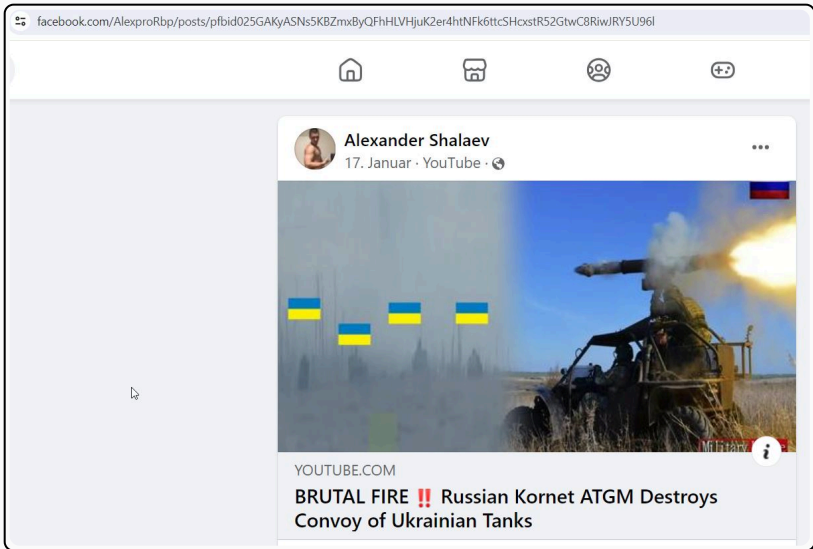 facebook.com/AlexproRbp/posts/pfbid025GAKyASNs5KBZmxByQFhHLVHjuK2er4htNFk6ttcSHcxstR52GtwC8RiwJRY5U96l
Alexander Shalaev
17. Januar · YouTube ·
Military
YOUTUBE.COM
BRUTAL FIRE ‼ Russian Kornet ATGM Destroys
Convoy of Ukrainian Tanks